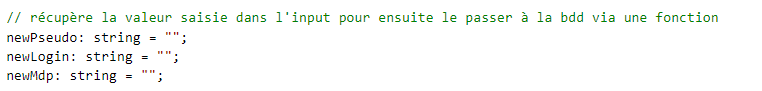 // récupère la valeur saisie dans l'input pour ensuite le passer à la bdd via une fonction
newPseudo: string = "";
newLogin: string = "";
newMdp: string = "";